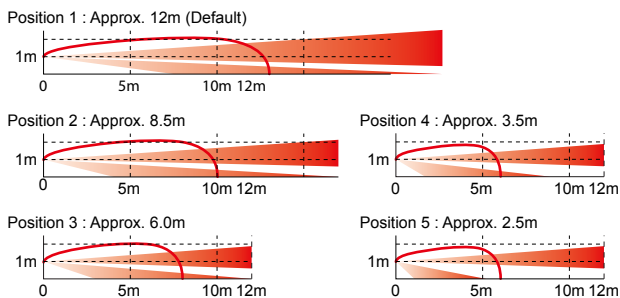 Position 1 : Approx. 12m (Default)
1m
0 5m 10m 12m
Position 2 : Approx. 8.5m
1m
0 5m 10m 12m
Position 4 : Approx. 3.5m
1m
0 5m 10m 12m
Position 3 : Approx. 6.0m
1m
0 5m 10m 12m
Position 5 : Approx. 2.5m
1m
0 5m 10m 12m